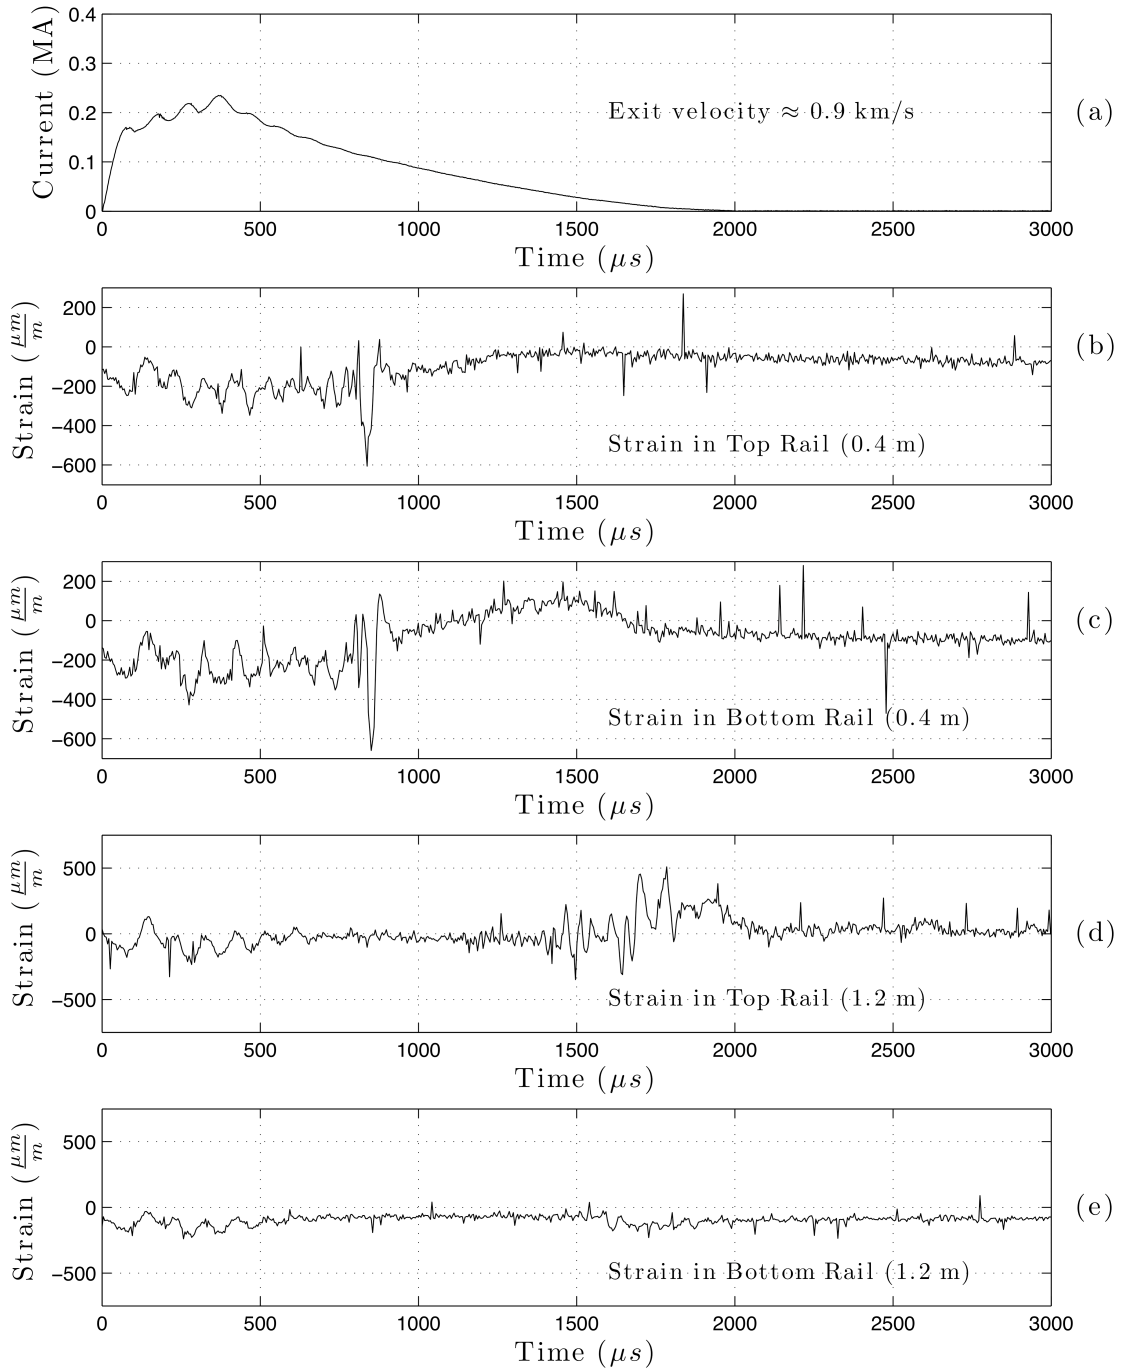 0.4
0.3
0.2
0.1
0
Current (MA)
Exit velocity ≈ 0.9 km/s
(a)
0 500 1000 1500 2000 2500 3000
Time (μs)
200
0
−200
−400
−600
Strain (μm/m)
Strain in Top Rail (0.4 m)
(b)
0 500 1000 1500 2000 2500 3000
Time (μs)
200
0
−200
−400
−600
Strain (μm/m)
Strain in Bottom Rail (0.4 m)
(c)
0 500 1000 1500 2000 2500 3000
Time (μs)
500
0
−500
Strain (μm/m)
Strain in Top Rail (1.2 m)
(d)
0 500 1000 1500 2000 2500 3000
Time (μs)
500
0
−500
Strain (μm/m)
Strain in Bottom Rail (1.2 m)
(e)
0 500 1000 1500 2000 2500 3000
Time (μs)